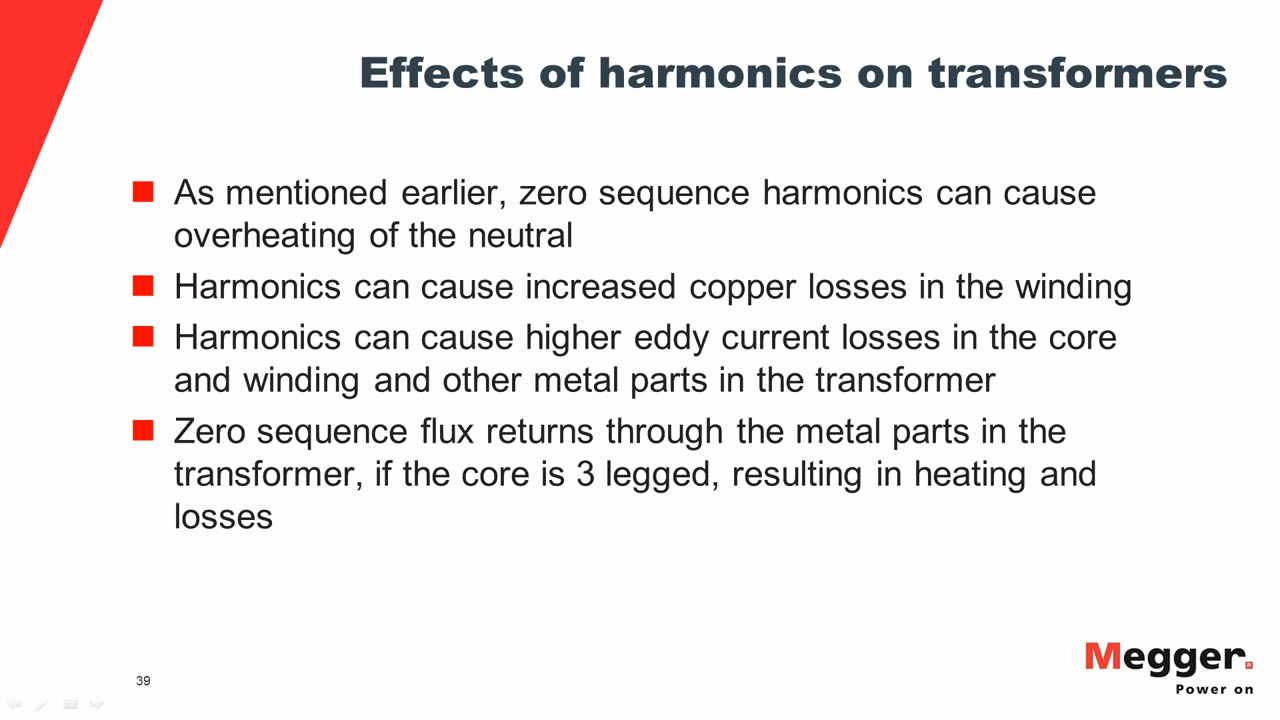 Effects of harmonics on transformers
As mentioned earlier, zero sequence harmonics can cause
overheating of the neutral
Harmonics can cause increased copper losses in the winding
Harmonics can cause higher eddy current losses in the core
and winding and other metal parts in the transformer
Zero sequence flux returns through the metal parts in the
transformer, if the core is 3 legged, resulting in heating and
losses
Megger®
Power on
39